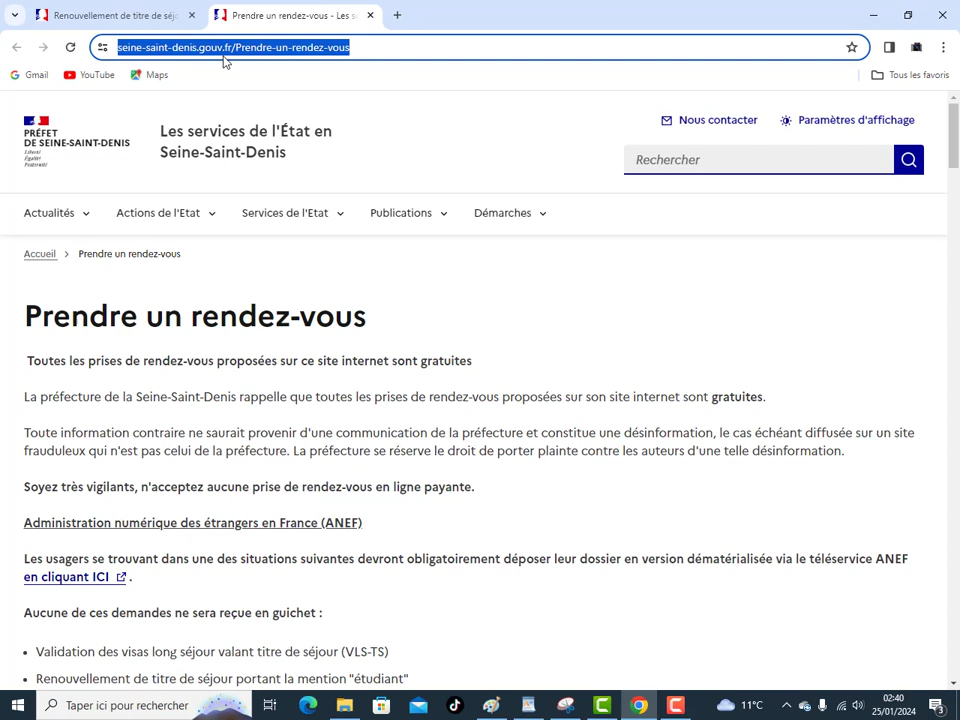 Renouvellement de titre de séj
Prendre un rendez-vous - Les s
seine-saint-denis.gouv.fr/Prendre-un-rendez-vous
Gmail
YouTube
Maps
Tous les favoris
PRÉFET
DE SEINE-SAINT-DENIS
Liberté
Égalité
Fraternité
Les services de l'État en
Seine-Saint-Denis
Nous contacter
Paramètres d'affichage
Rechercher
Actualités
Actions de l'Etat
Services de l'Etat
Publications
Démarches
Accueil > Prendre un rendez-vous
Prendre un rendez-vous
Toutes les prises de rendez-vous proposées sur ce site internet sont gratuites
La préfecture de la Seine-Saint-Denis rappelle que toutes les prises de rendez-vous proposées sur son site internet sont gratuites.
Toute information contraire ne saurait provenir d'une communication de la préfecture et constitue une désinformation, le cas échéant diffusée sur un site
frauduleux qui n'est pas celui de la préfecture. La préfecture se réserve le droit de porter plainte contre les auteurs d'une telle désinformation.
Soyez très vigilants, n'acceptez aucune prise de rendez-vous en ligne payante.
Administration numérique des étrangers en France (ANEF)
Les usagers se trouvant dans une des situations suivantes devront obligatoirement déposer leur dossier en version dématérialisée via le téléservice ANEF
en cliquant ICI .
Aucune de ces demandes ne sera reçue en guichet :
• Validation des visas long séjour valant titre de séjour (VLS-TS)
• Renouvellement de titre de séjour portant la mention "étudiant"
Taper ici pour rechercher
11°C
02:40
25/01/2024
3